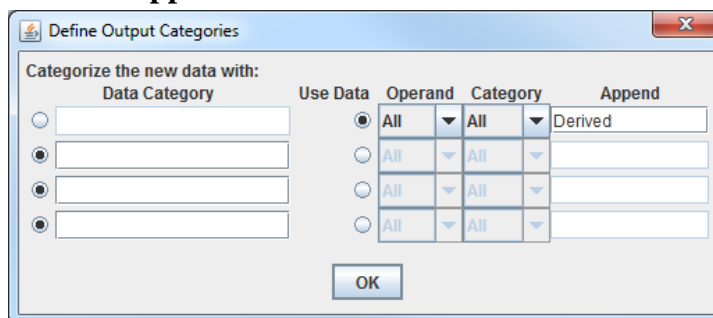 Define Output Categories
Categorize the new data with:
Data Category Use Data Operand Category Append
All All Derived
All All
All All
All All
OK